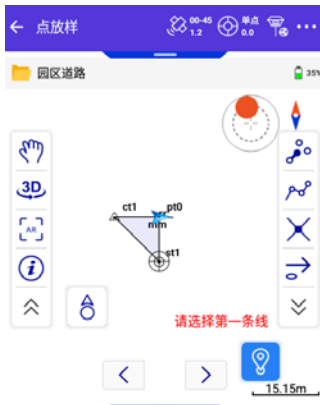 点放样
00-45 单点
1.2 0.0
园区道路
35%
3D
AR
ct1 pt0
mm
st1
请选择第一条线
15.15m